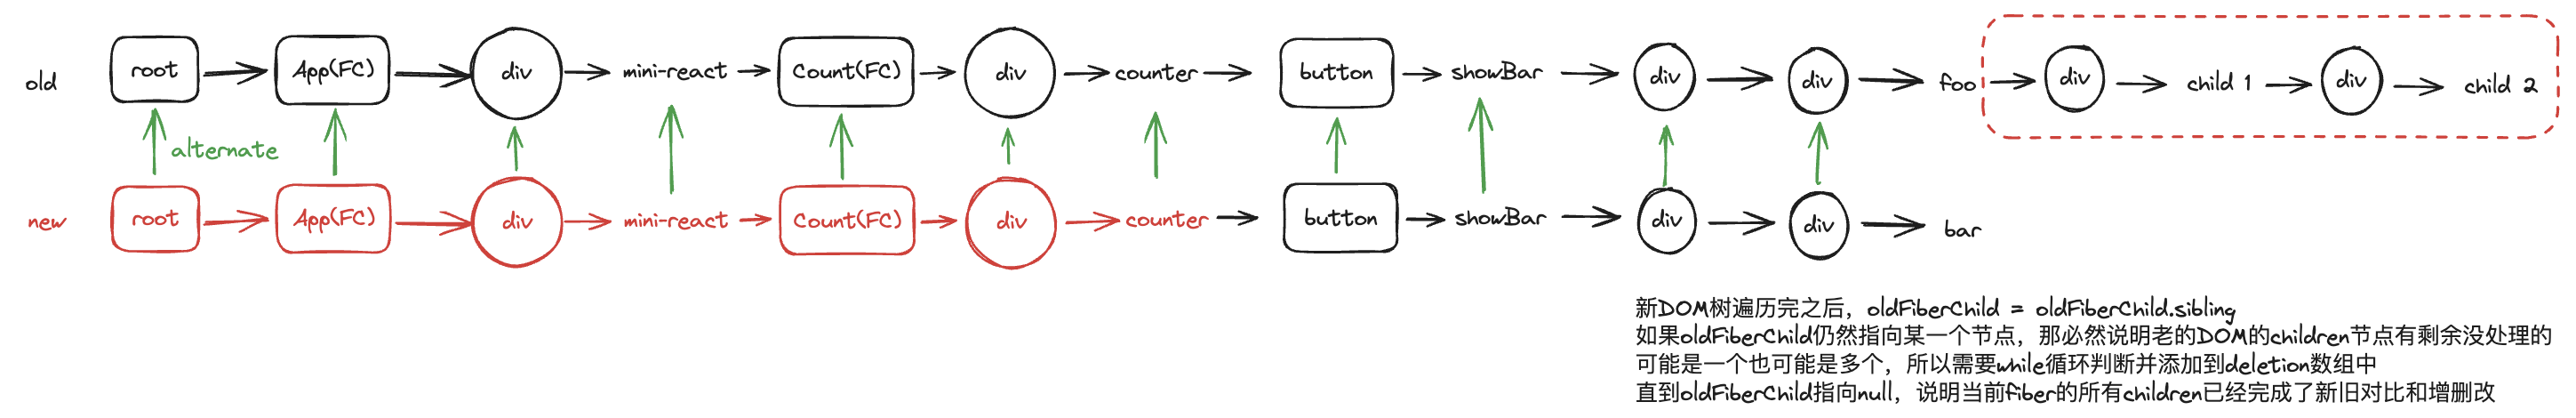 old root App(FC) div mini-react Count(FC) div counter button showBar div div foo div child 1 div child 2
alternate
new root App(FC) div mini-react Count(FC) div counter button showBar div div bar
新DOM树遍历完之后，oldFiberChild = oldFiberChild.sibling
如果oldFiberChild仍然指向某一个节点，那必然说明老的DOM的children节点有剩余没处理的
可能是一个也可能是多个，所以需要while循环判断并添加到deletion数组中
直到oldFiberChild指向null，说明当前fiber的所有children已经完成了新旧对比和增删改